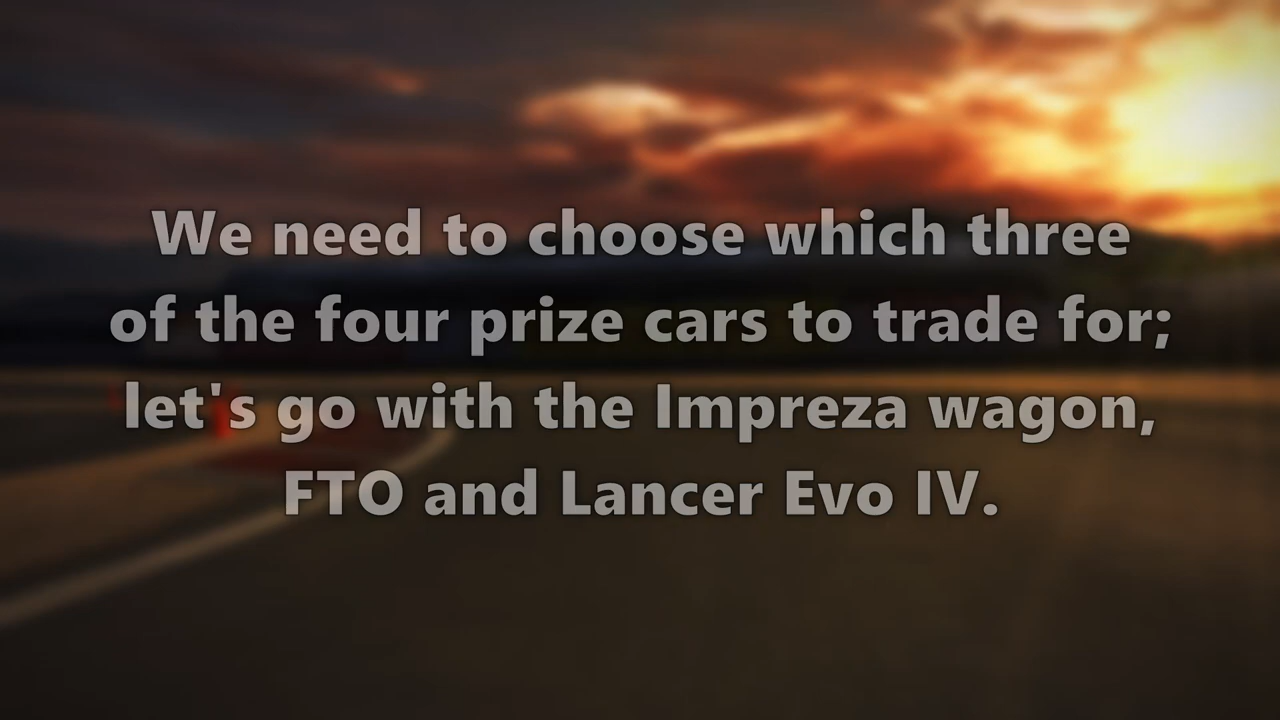 We need to choose which three
of the four prize cars to trade for;
let's go with the Impreza wagon,
FTO and Lancer Evo IV.